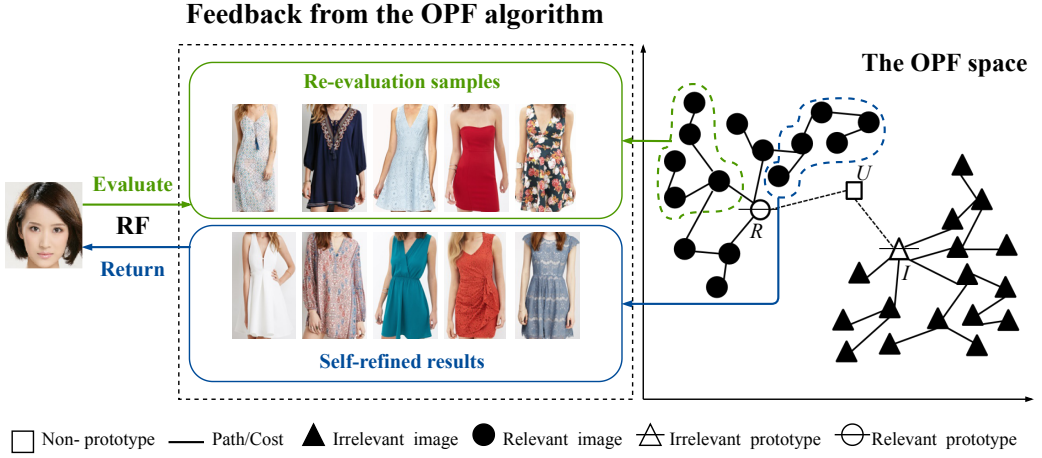 Feedback from the OPF algorithm
The OPF space
Re-evaluation samples
Evaluate
RF
Return
Self-refined results
U
R
I
Non- prototype
Path/Cost
Irrelevant image
Relevant image
Irrelevant prototype
Relevant prototype